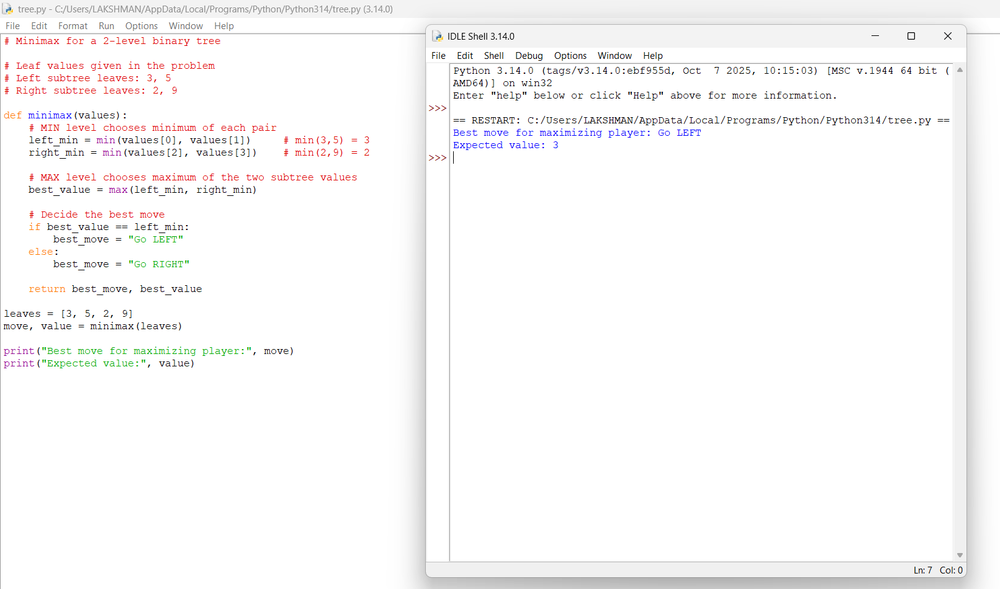 tree.py - C:/Users/LAKSHMAN/AppData/Local/Programs/Python/Python314/tree.py (3.14.0)
File Edit Format Run Options Window Help
# Minimax for a 2-level binary tree
# Leaf values given in the problem
# Left subtree leaves: 3, 5
# Right subtree leaves: 2, 9
def minimax(values):
    # MIN level chooses minimum of each pair
    left_min = min(values[0], values[1])     # min(3,5) = 3
    right_min = min(values[2], values[3])    # min(2,9) = 2
    # MAX level chooses maximum of the two subtree values
    best_value = max(left_min, right_min)
    # Decide the best move
    if best_value == left_min:
        best_move = "Go LEFT"
    else:
        best_move = "Go RIGHT"
    return best_move, best_value
leaves = [3, 5, 2, 9]
move, value = minimax(leaves)
print("Best move for maximizing player:", move)
print("Expected value:", value)
IDLE Shell 3.14.0
File Edit Shell Debug Options Window Help
Python 3.14.0 (tags/v3.14.0:ebf955d, Oct  7 2025, 10:15:03) [MSC v.1944 64 bit (
AMD64)] on win32
Enter "help" below or click "Help" above for more information.
>>>
== RESTART: C:/Users/LAKSHMAN/AppData/Local/Programs/Python/Python314/tree.py ==
Best move for maximizing player: Go LEFT
Expected value: 3
>>>
Ln: 7 Col: 0